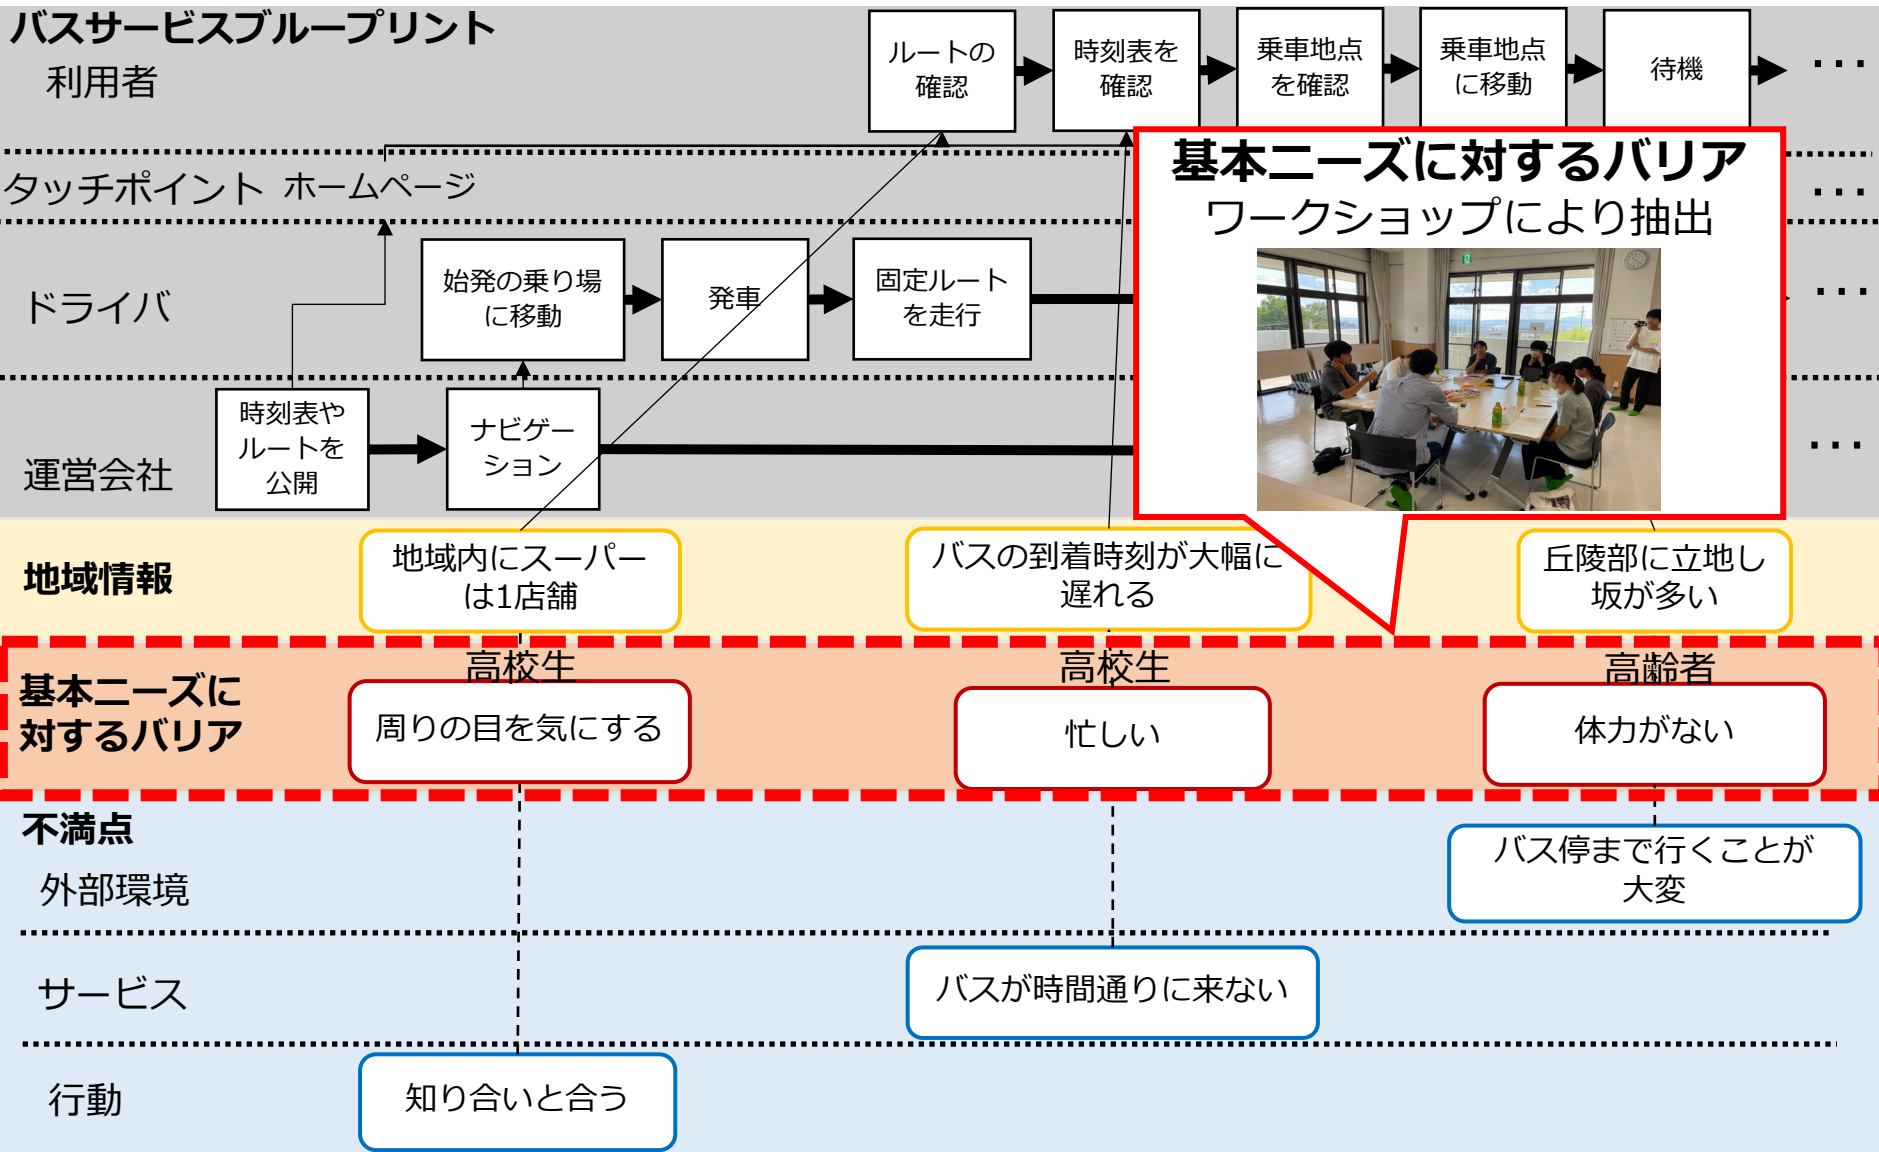 バスサービスブループリント
利用者
ルートの
確認
時刻表を
確認
乗車地点
を確認
乗車地点
に移動
待機
・・・
タッチポイント
ホームページ
・・・
ドライバ
始発の乗り場
に移動
発車
固定ルート
を走行
・・・
運営会社
時刻表や
ルートを
公開
ナビゲー
ション
・・・
基本ニーズに対するバリア
ワークショップにより抽出
地域情報
地域内にスーパー
は1店舗
バスの到着時刻が大幅に
遅れる
丘陵部に立地し
坂が多い
基本ニーズに
対するバリア
高校生
周りの目を気にする
高校生
忙しい
高齢者
体力がない
不満点
外部環境
バス停まで行くことが
大変
サービス
バスが時間通りに来ない
行動
知り合いと合う